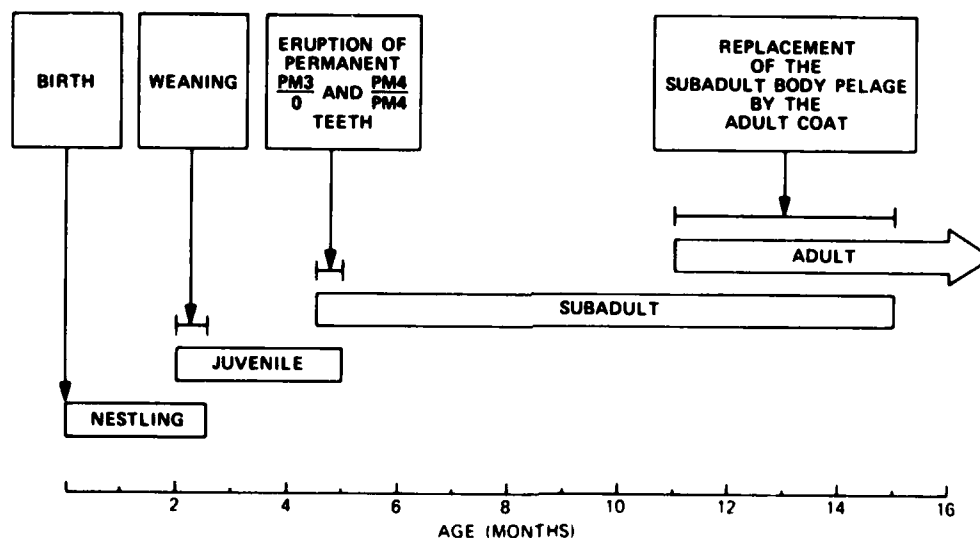 BIRTH
WEANING
ERUPTION OF
PERMANENT
PM3/0 AND PM4/PM4
TEETH
REPLACEMENT
OF THE
SUBADULT BODY PELAGE
BY THE
ADULT COAT
ADULT
SUBADULT
JUVENILE
NESTLING
2 4 6 8 10 12 14 16
AGE (MONTHS)